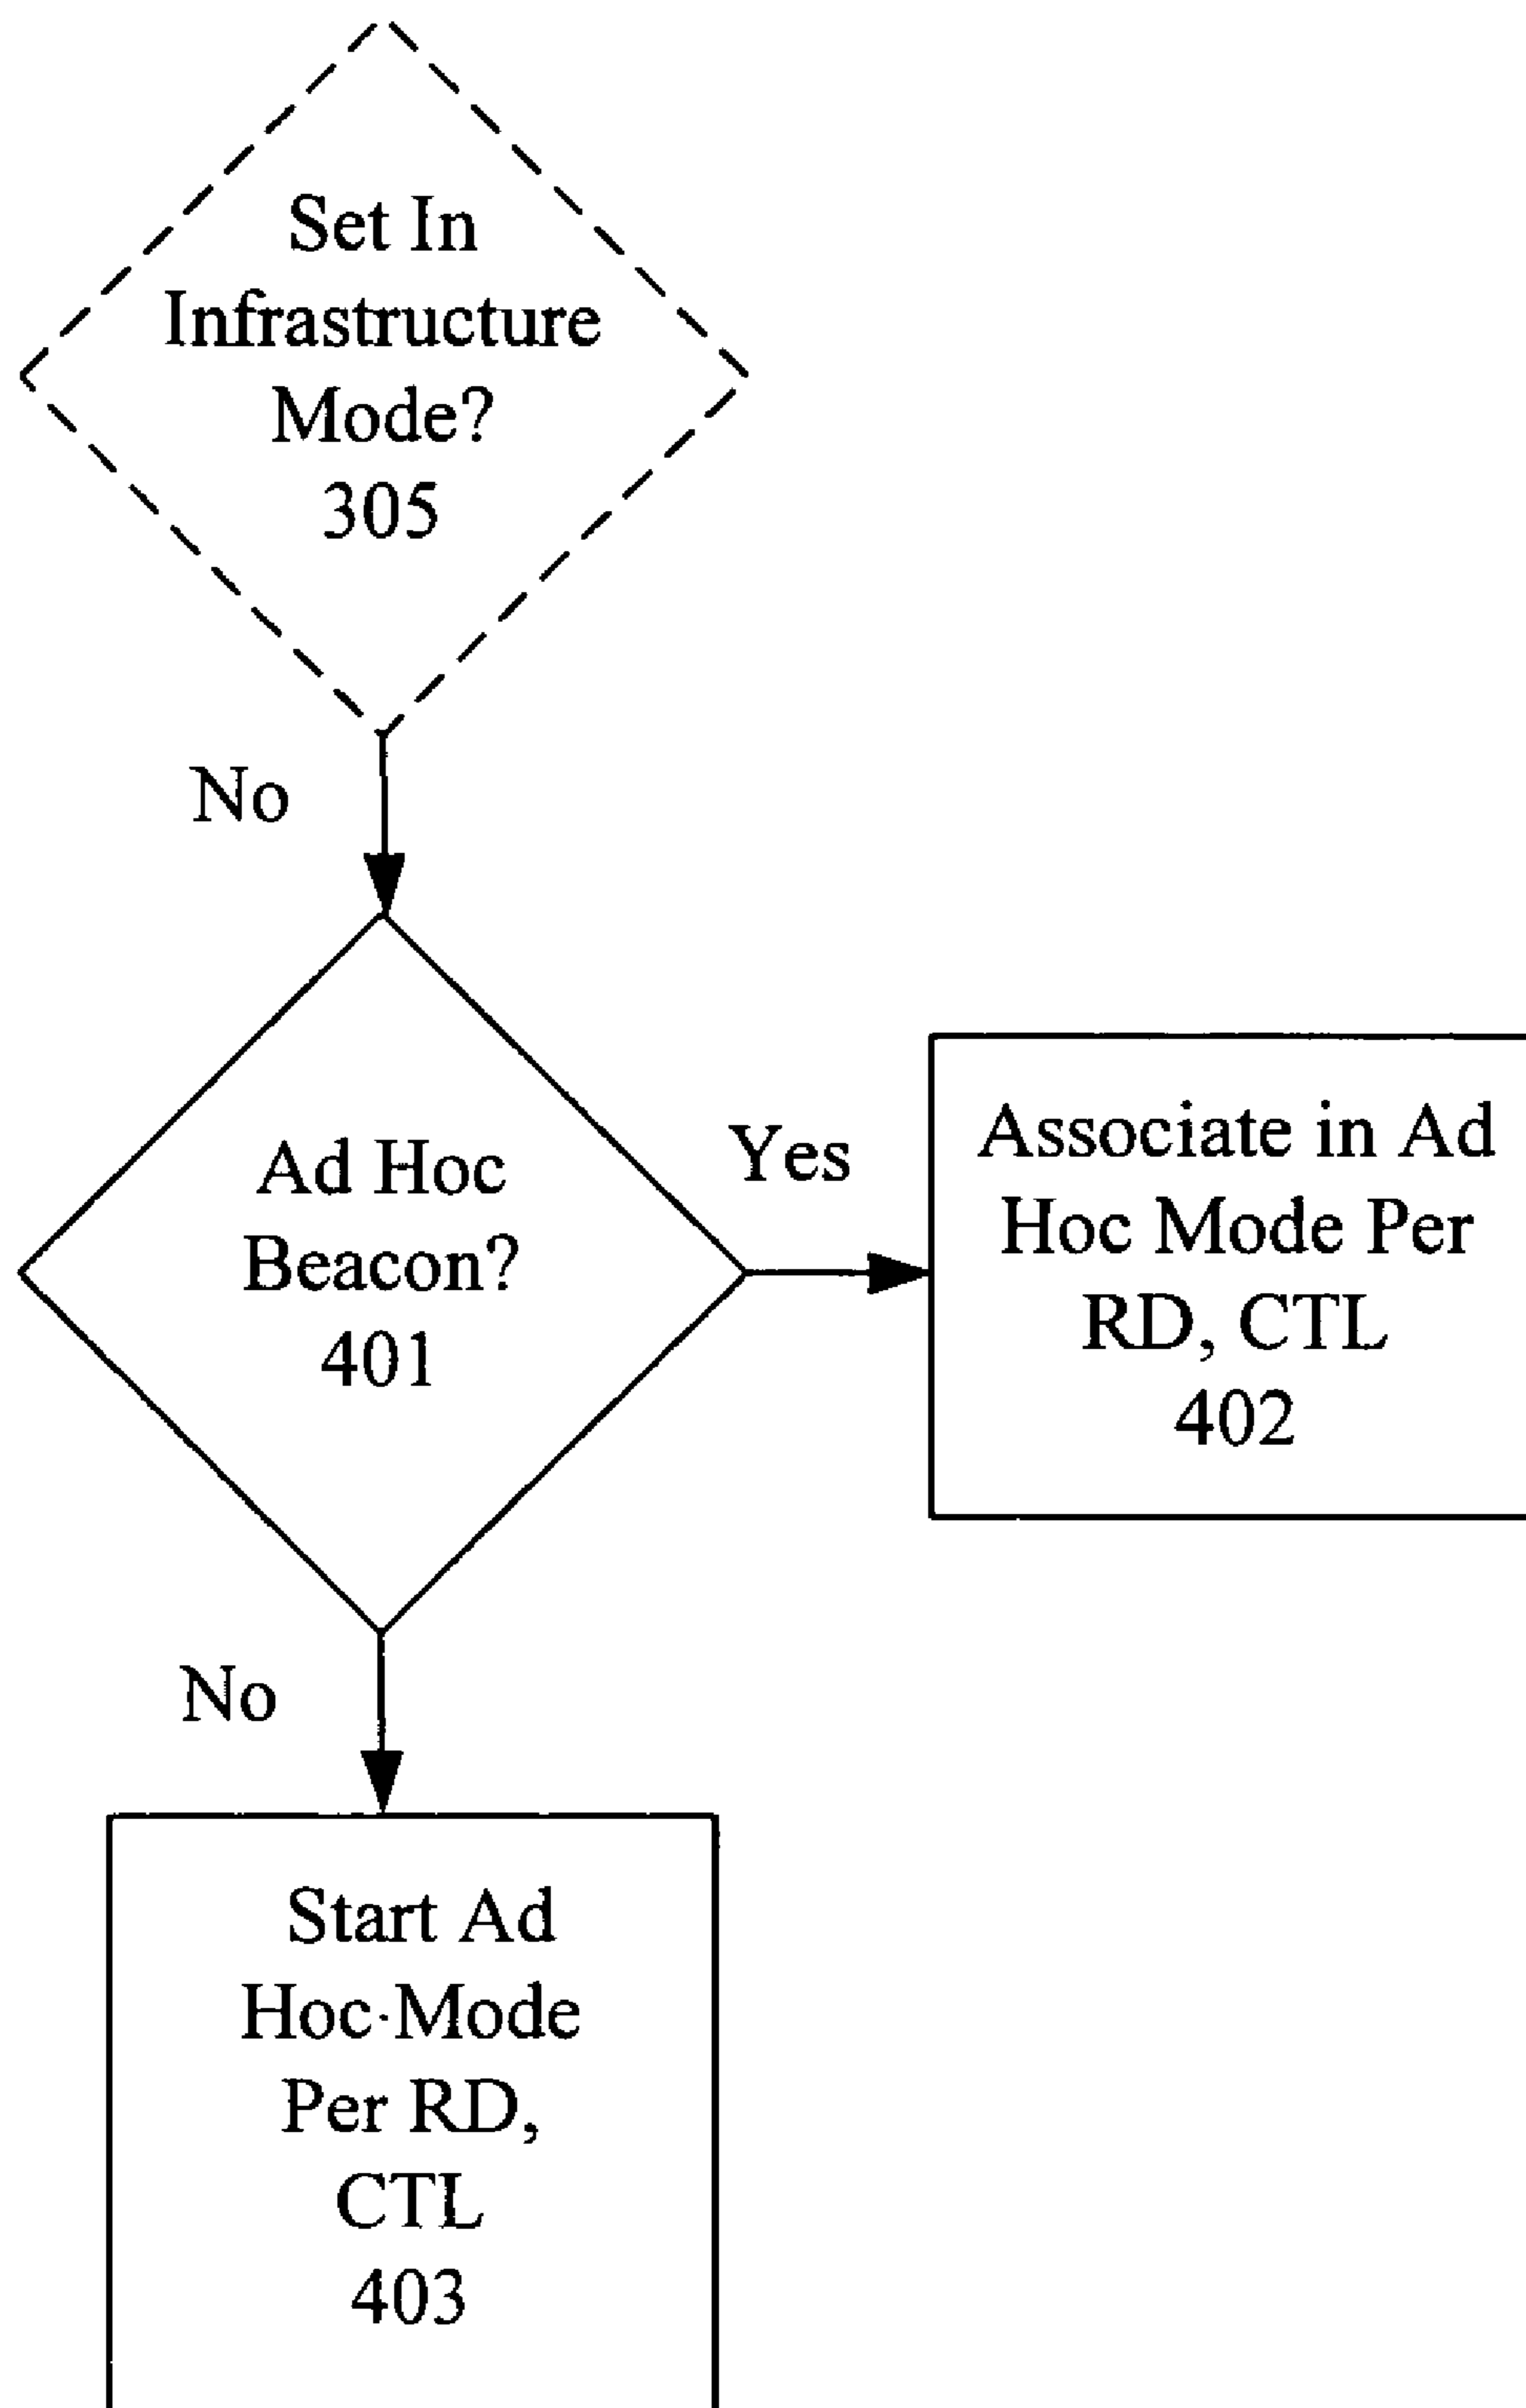 Set In
Infrastructure
Mode?
305
No
Ad Hoc
Beacon?
401
Yes
Associate in Ad
Hoc Mode Per
RD, CTL
402
No
Start Ad
Hoc Mode
Per RD,
CTL
403